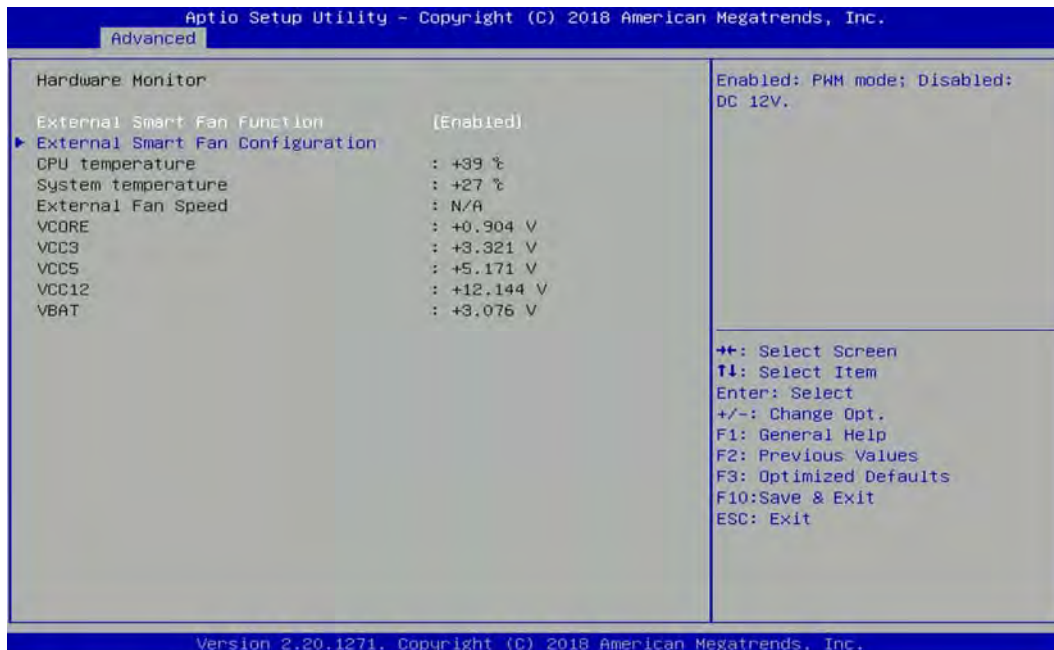 Aptio Setup Utility – Copyright (C) 2018 American Megatrends, Inc.
Advanced
Hardware Monitor
External Smart Fan Function [Enabled]
External Smart Fan Configuration
CPU temperature : +39 ℃
System temperature : +27 ℃
External Fan Speed : N/A
VCORE : +0.904 V
VCC3 : +3.321 V
VCC5 : +5.171 V
VCC12 : +12.144 V
VBAT : +3.076 V
Enabled: PWM mode; Disabled:
DC 12V.
→←: Select Screen
↑↓: Select Item
Enter: Select
+/-: Change Opt.
F1: General Help
F2: Previous Values
F3: Optimized Defaults
F10:Save & Exit
ESC: Exit
Version 2.20.1271. Copyright (C) 2018 American Megatrends, Inc.